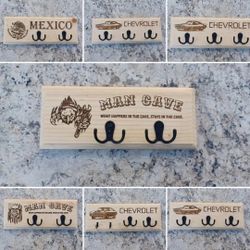 MEXICO
CHEVROLET
CHEVROLET
MAN CAVE
WHAT HAPPENS IN THE CAVE, STAYS IN THE CAVE.
MAN CAVE
CHEVROLET
CHEVROLET